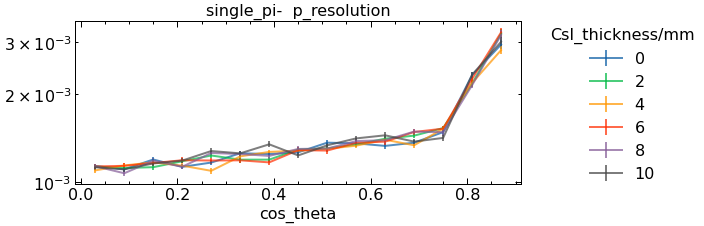 single_pi-  p_resolution
3 × 10⁻³
2 × 10⁻³
10⁻³
0.0 0.2 0.4 0.6 0.8
cos_theta
CsI_thickness/mm
0
2
4
6
8
10